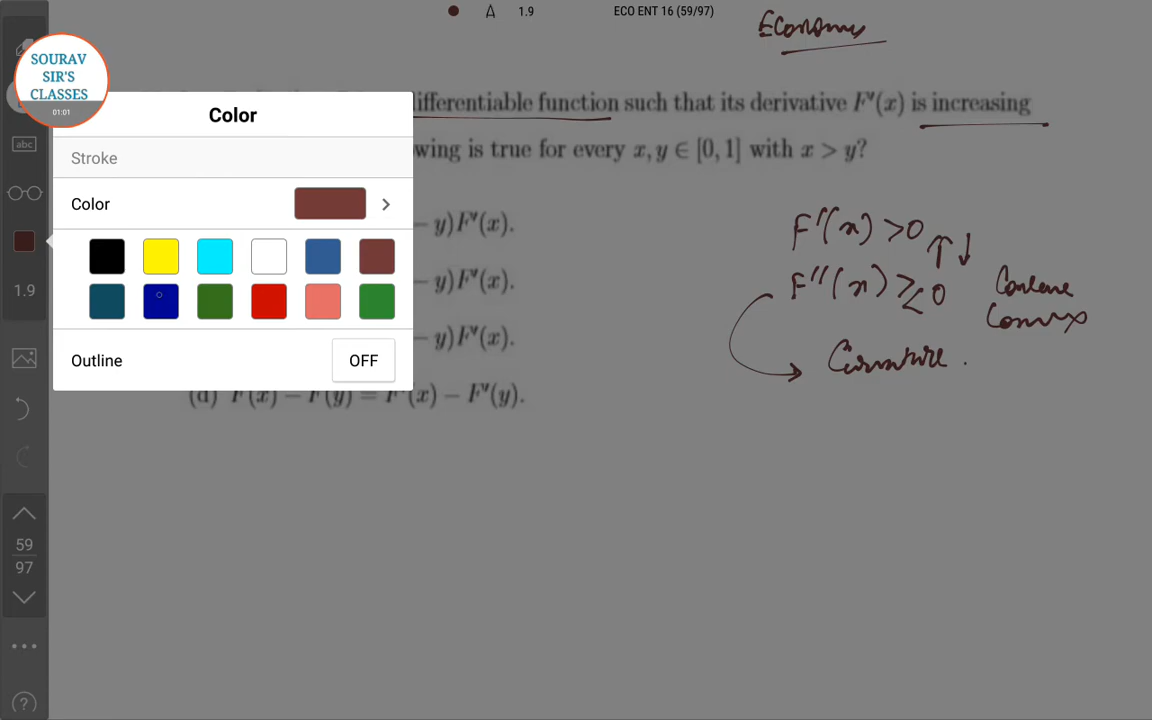 1.9
ECO ENT 16 (59/97)
Economy
SOURAV
SIR'S
CLASSES
01:01
ifferentiable function such that its derivative F′(x) is increasing
wing is true for every x, y ∈ [0, 1] with x > y?
Color
Stroke
Color
Outline
OFF
abc
1.9
59
97
?
– y)F′(x).
– y)F′(x).
– y)F′(x).
(d) F(x) – F(y) = F′(x) – F′(y).
F'(x) >0
F''(x) ≥< 0
Concave
Convex
Curvature.